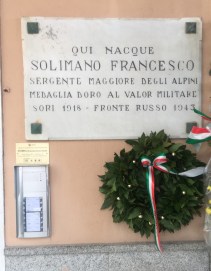 QUI NACQUE
SOLIMANO FRANCESCO
SERGENTE MAGGIORE DEGLI ALPINI
MEDAGLIA D'ORO AL VALOR MILITARE
SORI 1918 - FRONTE RUSSO 1943